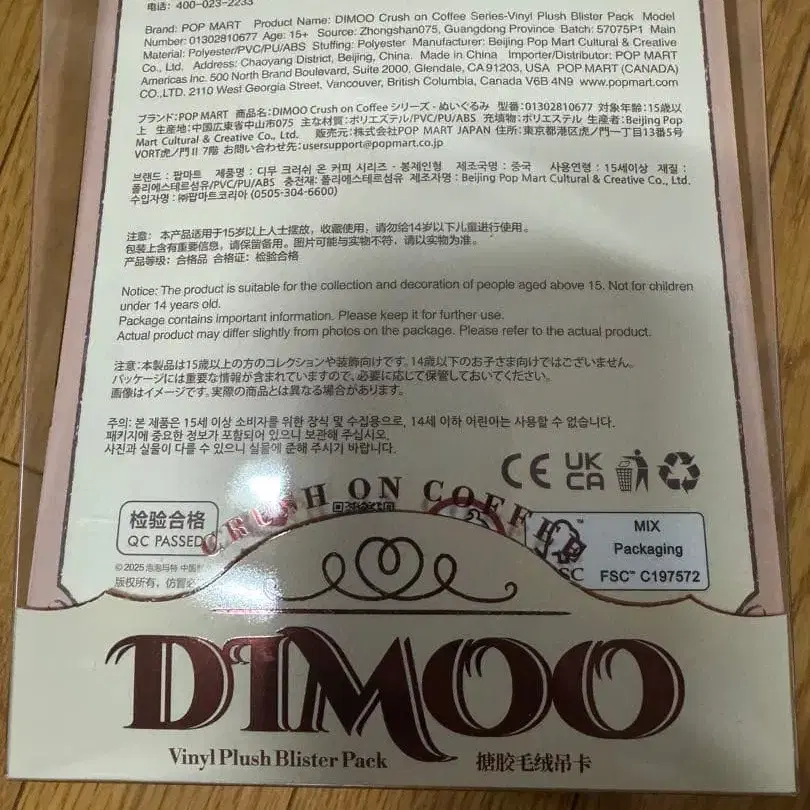 电话：400-023-2233
Brand: POP MART Product Name: DIMOO Crush on Coffee Series-Vinyl Plush Blister Pack Model
Number: 01302810677 Age: 15+ Source: Zhongshan075, Guangdong Province Batch: 57075P1 Main
Material: Polyester/PVC/PU/ABS Stuffing: Polyester Manufacturer: Beijing Pop Mart Cultural & Creative
Co., Ltd. Address: Chaoyang District, Beijing, China. Made in China Importer/Distributor: POP MART
Americas Inc. 500 North Brand Boulevard, Suite 2000, Glendale, CA 91203, USA POP MART (CANADA)
CO.,LTD. 2110 West Georgia Street, Vancouver, British Columbia, Canada V6B 4N9 www.popmart.com
ブランド：POP MART 商品名：DIMOO Crush on Coffee シリーズ - ぬいぐるみ 型番：01302810677 対象年齢：15歳以
上 生産地：中国広東省中山市075 主な材質：ポリエステル/PVC/PU/ABS 充填物：ポリエステル 生産者：Beijing Pop
Mart Cultural & Creative Co., Ltd. 販売元：株式会社POP MART JAPAN 住所：東京都港区虎ノ門一丁目13番5号
VORT虎ノ門Ⅱ 7階 お問い合わせ先：usersupport@popmart.co.jp
브랜드 : 팝마트 제품명 : 디무 크러쉬 온 커피 시리즈 - 봉제인형 제조국명 : 중국 사용연령 : 15세이상 재질 :
폴리에스테르섬유/PVC/PU/ABS 충전재: 폴리에스테르섬유 제조자명 : Beijing Pop Mart Cultural & Creative Co., Ltd.
수입자명 : ㈜팝마트코리아 (0505-304-6600)
注意： 本产品适用于15岁以上人士摆放，收藏使用，请勿给14岁以下儿童进行使用。
包装上含有重要信息，请保留备用。图片可能与实物不符，请以实物为准。
产品等级：合格品 合格证：检验合格
Notice: The product is suitable for the collection and decoration of people aged above 15. Not for children
under 14 years old.
Package contains important information. Please keep it for further use.
Actual product may differ slightly from photos on the package. Please refer to the actual product.
注意：本製品は15歳以上の方のコレクションや装飾向けです。14歳以下のお子さま向けではございません。
パッケージには重要な情報が含まれていますので、必要に応じて保管しておいてください。
画像はイメージです。実際の商品とは異なる場合があります。
주의: 본 제품은 15세 이상 소비자를 위한 장식 및 수집용으로, 14세 이하 어린아는 사용할 수 없습니다.
패키지에 중요한 정보가 포함되어 있으니 보관해 주십시오.
사진과 실물이 다를 수 있으니 실물에 준해 주시기 바랍니다.
CE UK CA
检验合格
QC PASSED
CRUSH ON COFFEE
MIX
Packaging
FSC™ C197572
© 2025 泡泡玛特 中国
版权所有，仿冒必
DIMOO
Vinyl Plush Blister Pack 搪胶毛绒吊卡